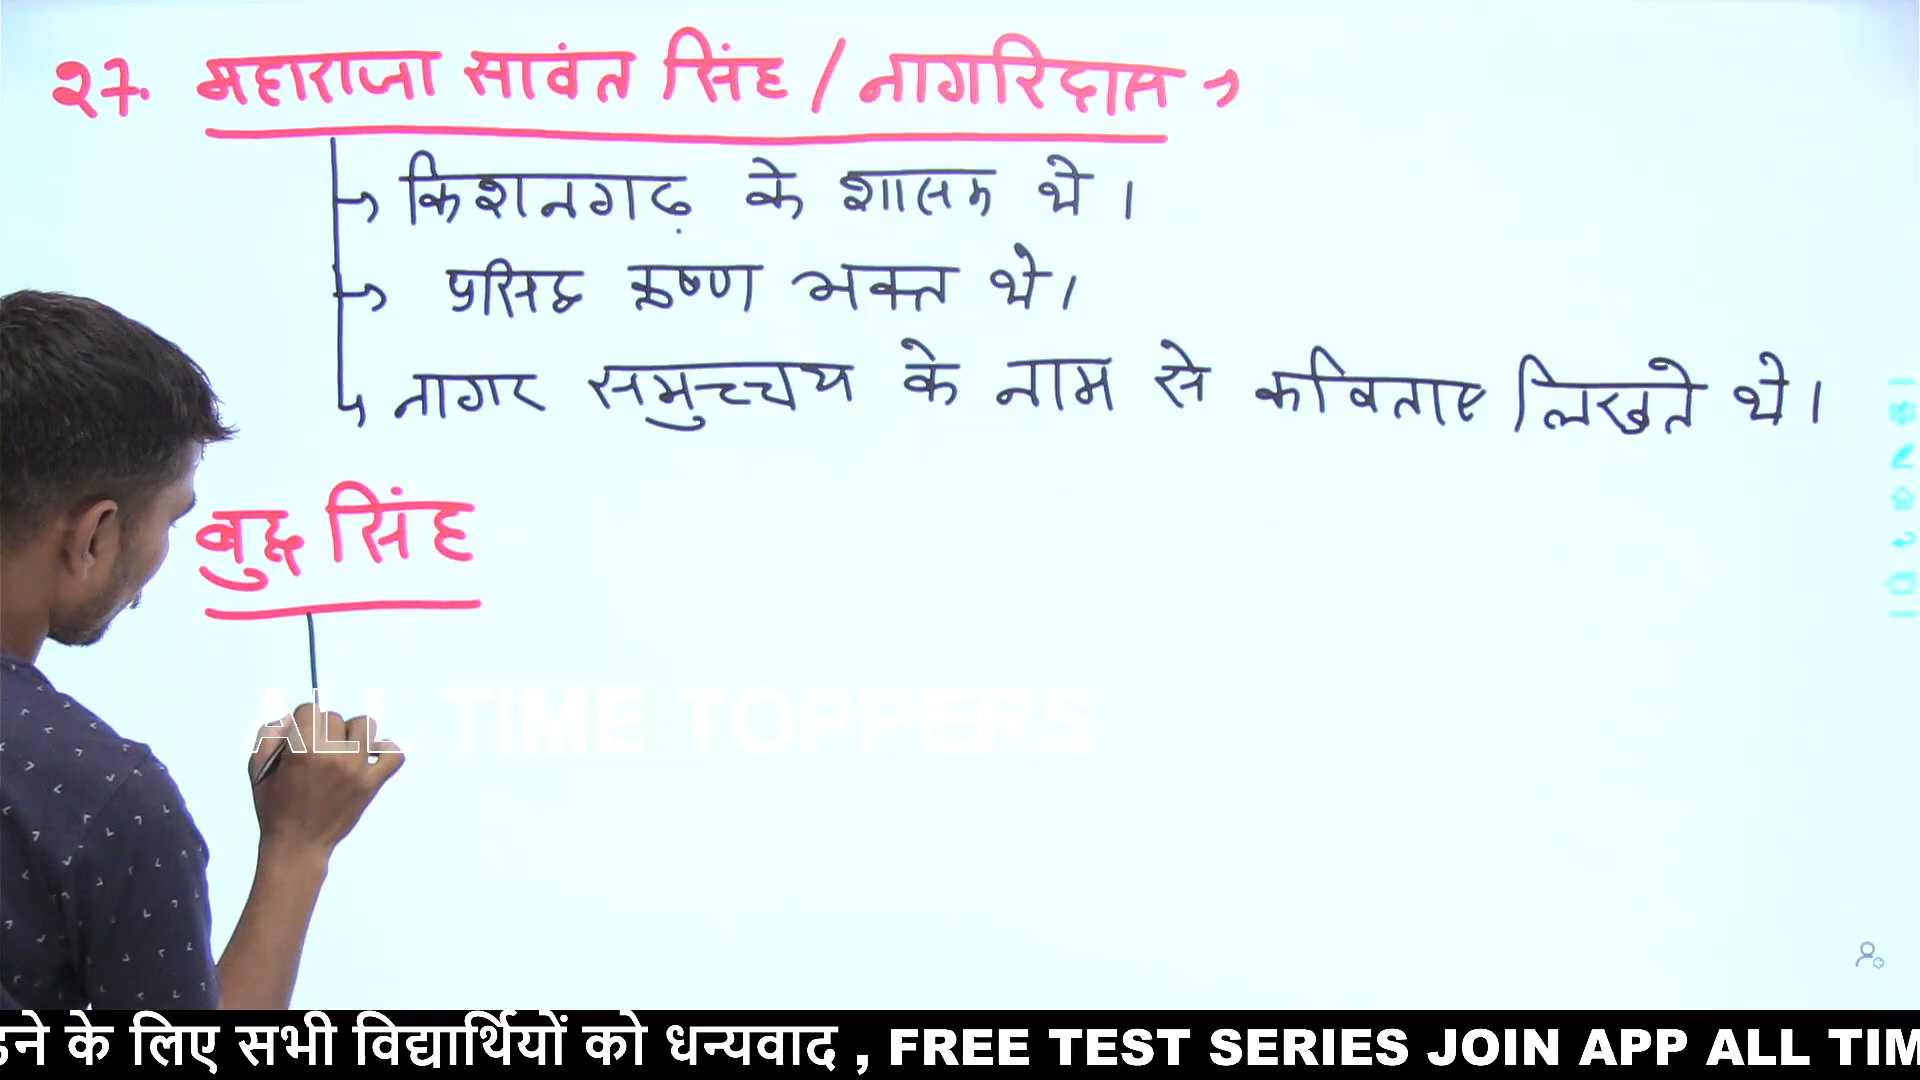 27. महाराजा सावंत सिंह / नागरिदास →
→ किशनगढ़ के शासक थे।
→ प्रसिद्ध कृष्ण भक्त थे।
↳ नागर समुच्चय के नाम से कविताए लिखते थे।
बुद्ध सिंह
ALL TIME TOPPERS
के लिए सभी विद्यार्थियों को धन्यवाद , FREE TEST SERIES JOIN APP ALL